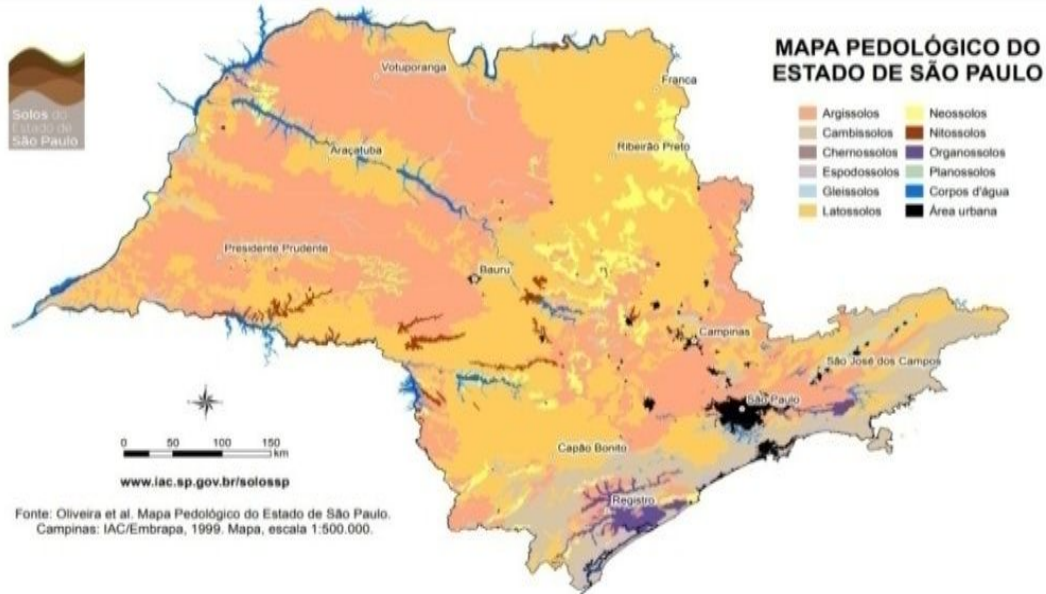 MAPA PEDOLÓGICO DO
ESTADO DE SÃO PAULO
Solos do
Estado de
São Paulo
Argissolos
Cambissolos
Chernossolos
Espodossolos
Gleissolos
Latossolos
Neossolos
Nitossolos
Organossolos
Planossolos
Corpos d'água
Área urbana
Votuporanga
Franca
Araçatuba
Ribeirão Preto
Presidente Prudente
Bauru
Campinas
São José dos Campos
São Paulo
Capão Bonito
Registro
0 50 100 150
km
www.iac.sp.gov.br/solossp
Fonte: Oliveira et al. Mapa Pedológico do Estado de São Paulo.
Campinas: IAC/Embrapa, 1999. Mapa, escala 1:500.000.